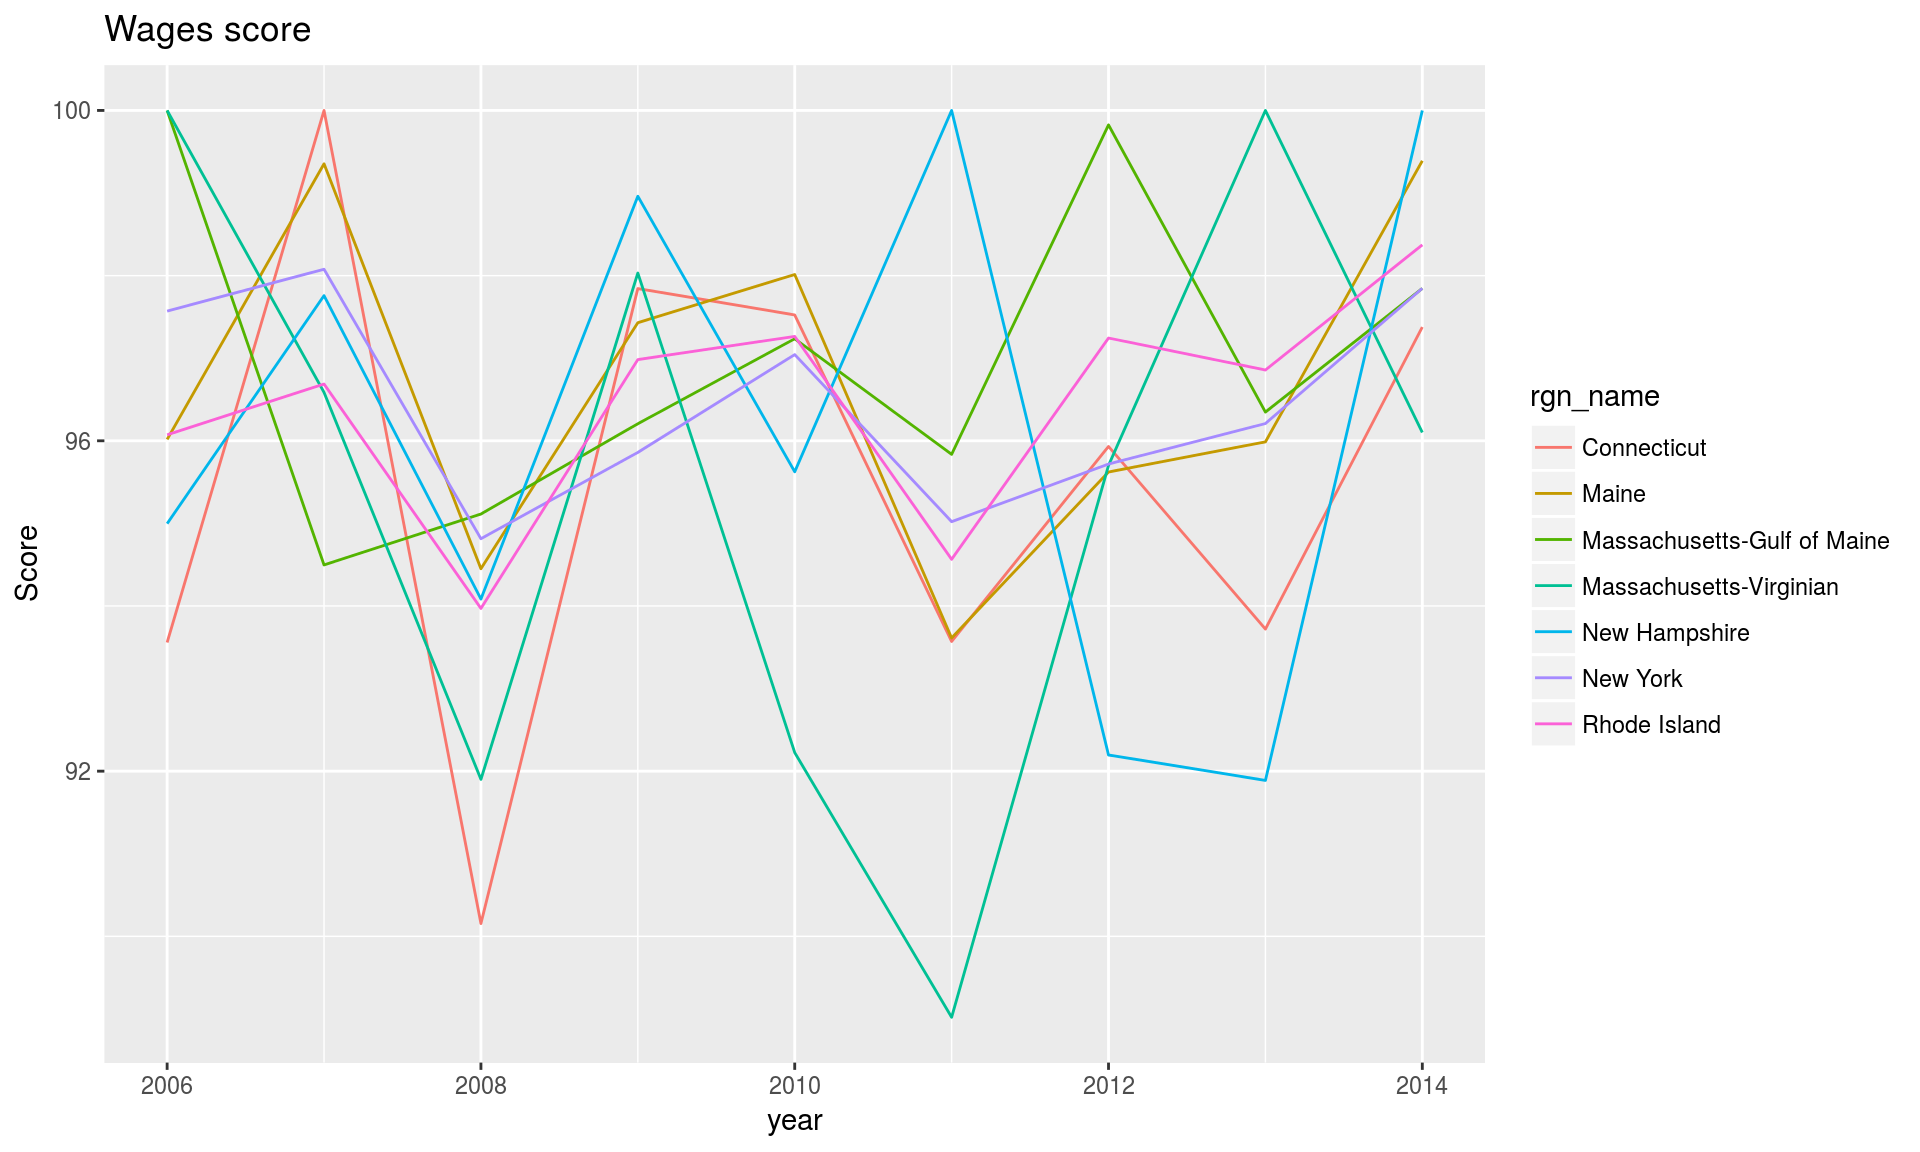 Wages score
100
96
92
Score
2006
2008
2010
2012
2014
year
rgn_name
Connecticut
Maine
Massachusetts-Gulf of Maine
Massachusetts-Virginian
New Hampshire
New York
Rhode Island